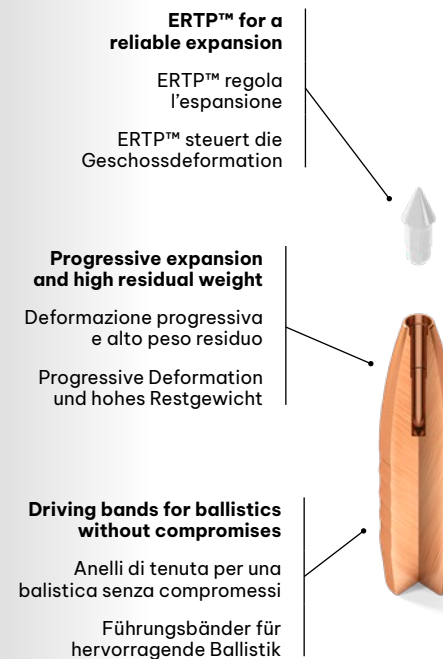 ERTP™ for a
reliable expansion
ERTP™ regola
l’espansione
ERTP™ steuert die
Geschossdeformation
Progressive expansion
and high residual weight
Deformazione progressiva
e alto peso residuo
Progressive Deformation
und hohes Restgewicht
Driving bands for ballistics
without compromises
Anelli di tenuta per una
balistica senza compromessi
Führungsbänder für
hervorragende Ballistik